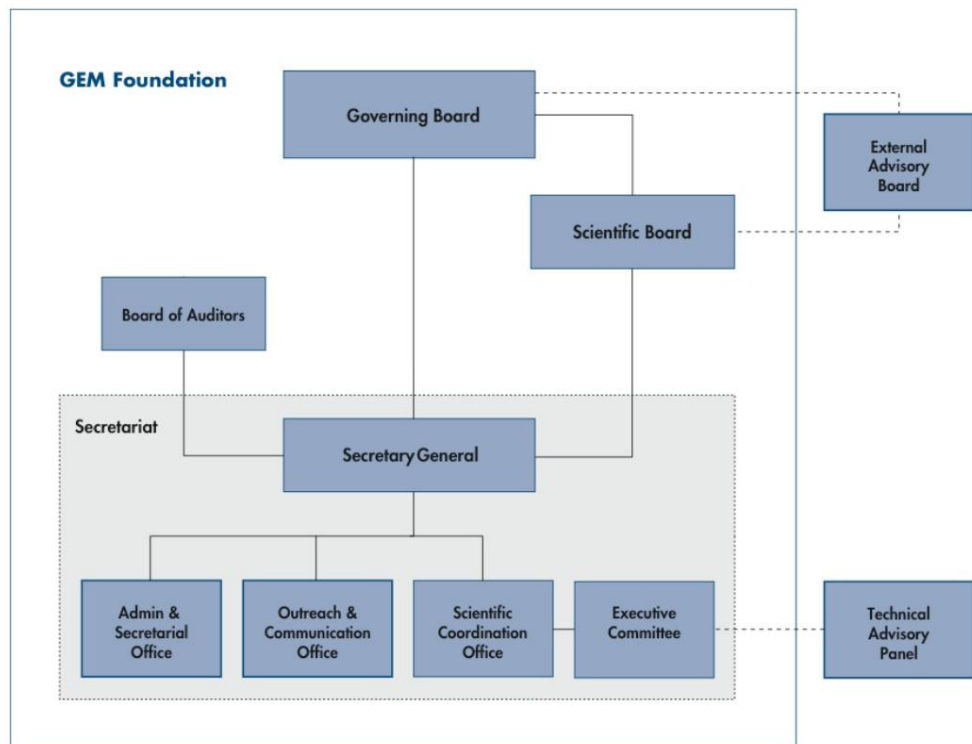 GEM Foundation
Governing Board
External
Advisory
Board
Scientific Board
Board of Auditors
Secretariat
Secretary General
Admin &
Secretarial
Office
Outreach &
Communication
Office
Scientific
Coordination
Office
Executive
Committee
Technical
Advisory
Panel